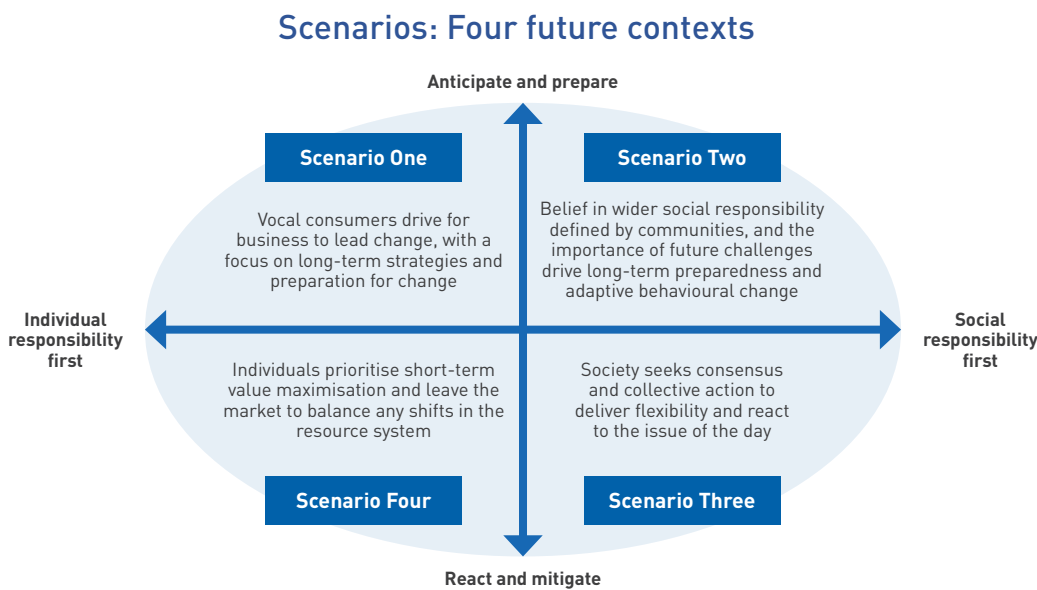 Scenarios: Four future contexts
Anticipate and prepare
Scenario One
Scenario Two
Vocal consumers drive for
business to lead change, with a
focus on long-term strategies and
preparation for change
Belief in wider social responsibility
defined by communities, and the
importance of future challenges
drive long-term preparedness and
adaptive behavioural change
Individual
responsibility
first
Social
responsibility
first
Individuals prioritise short-term
value maximisation and leave the
market to balance any shifts in the
resource system
Society seeks consensus
and collective action to
deliver flexibility and react
to the issue of the day
Scenario Four
Scenario Three
React and mitigate